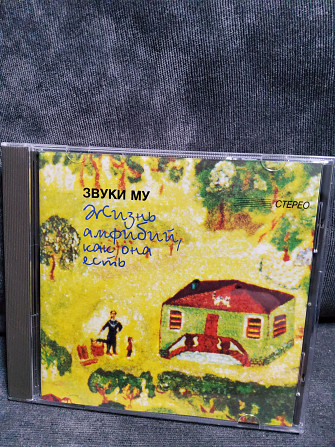 ЗВУКИ МУ
СТЕРЕО
Жизнь
амфибий,
как она
есть